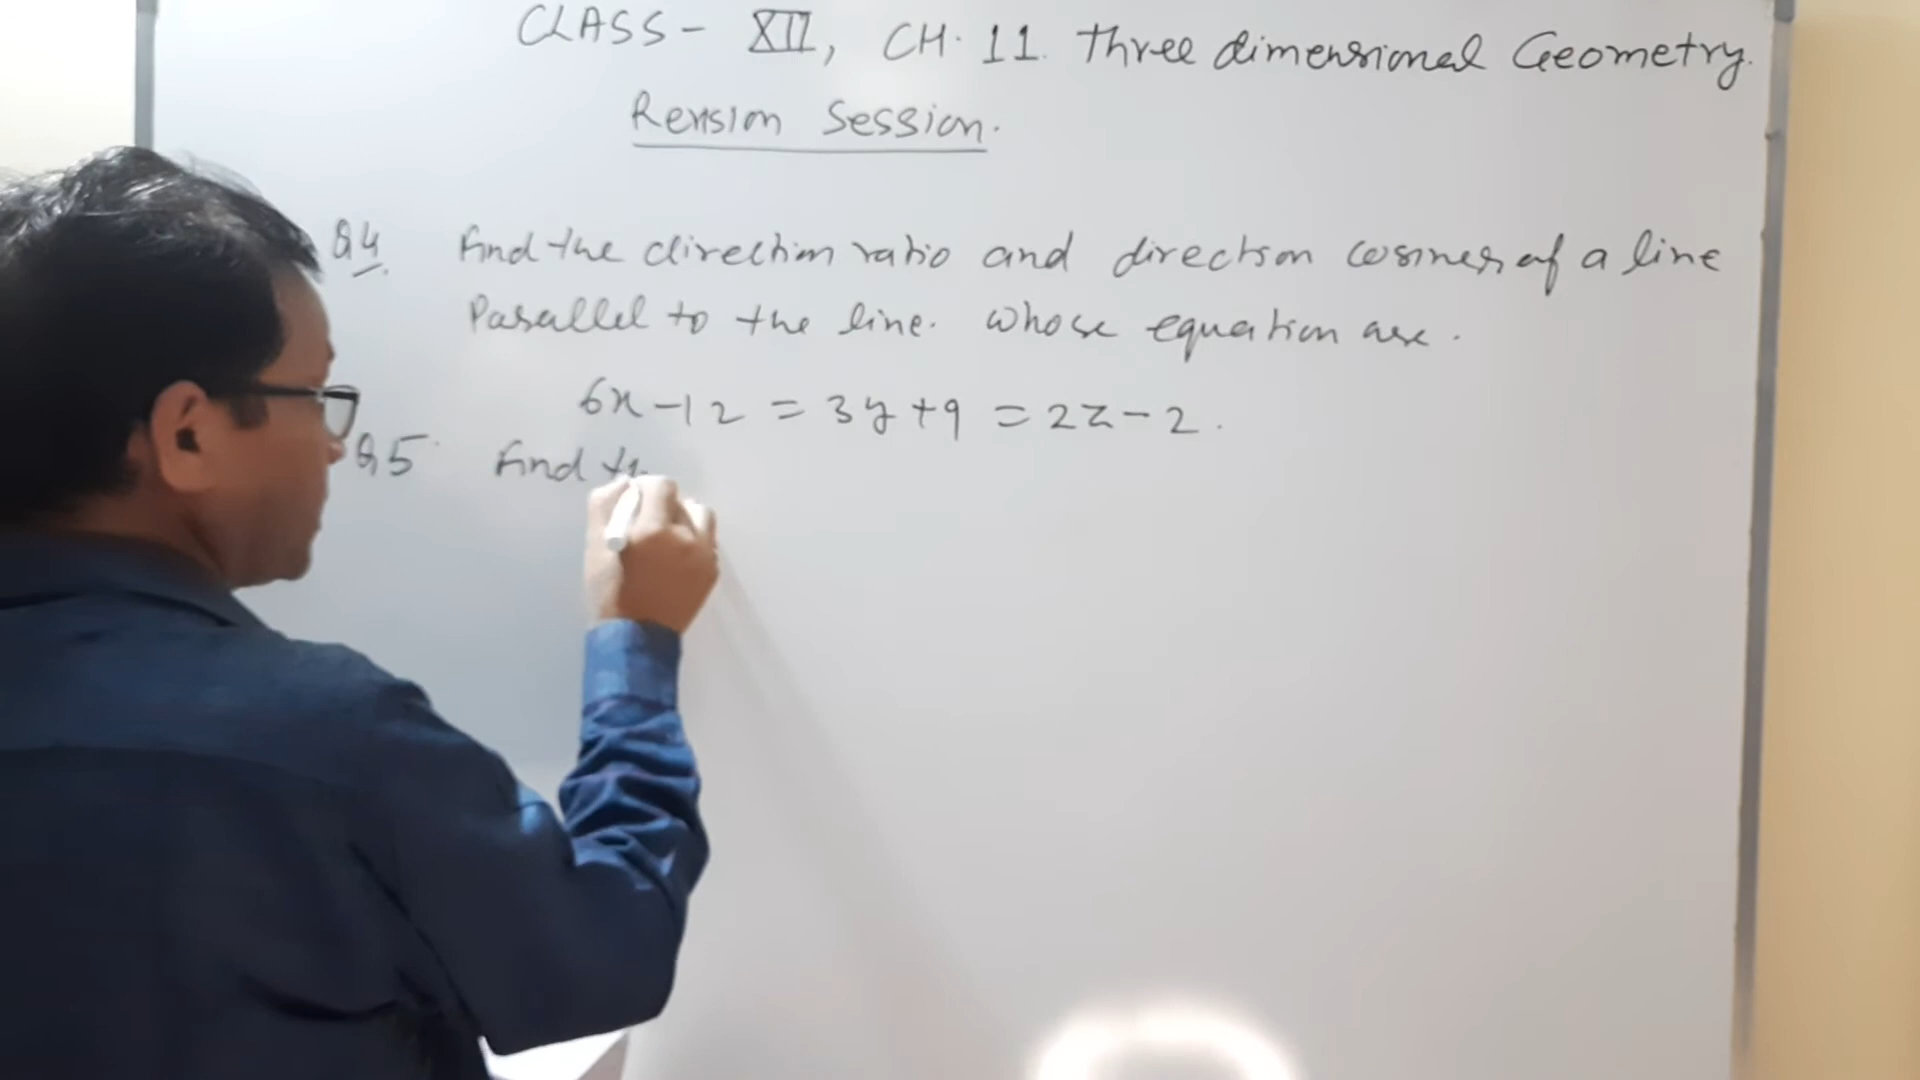 CLASS - XII, CH. 11. Three dimensional Geometry.
Revision Session.
Q4. Find the direction ratio and direction cosines of a line
Parallel to the line. Whose equation are.
6x - 12 = 3y + 9 = 2z - 2.
Q5. Find